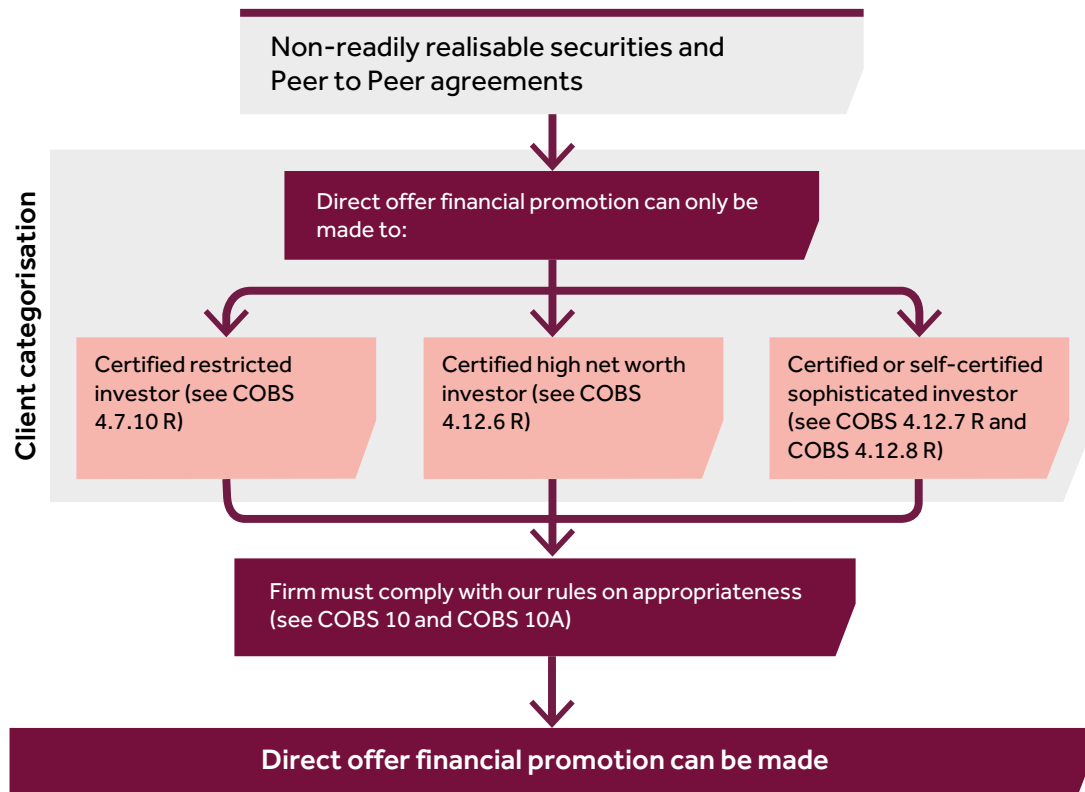 Non-readily realisable securities and
Peer to Peer agreements
Client categorisation
Direct offer financial promotion can only be
made to:
Certified restricted
investor (see COBS
4.7.10 R)
Certified high net worth
investor (see COBS
4.12.6 R)
Certified or self-certified
sophisticated investor
(see COBS 4.12.7 R and
COBS 4.12.8 R)
Firm must comply with our rules on appropriateness
(see COBS 10 and COBS 10A)
Direct offer financial promotion can be made